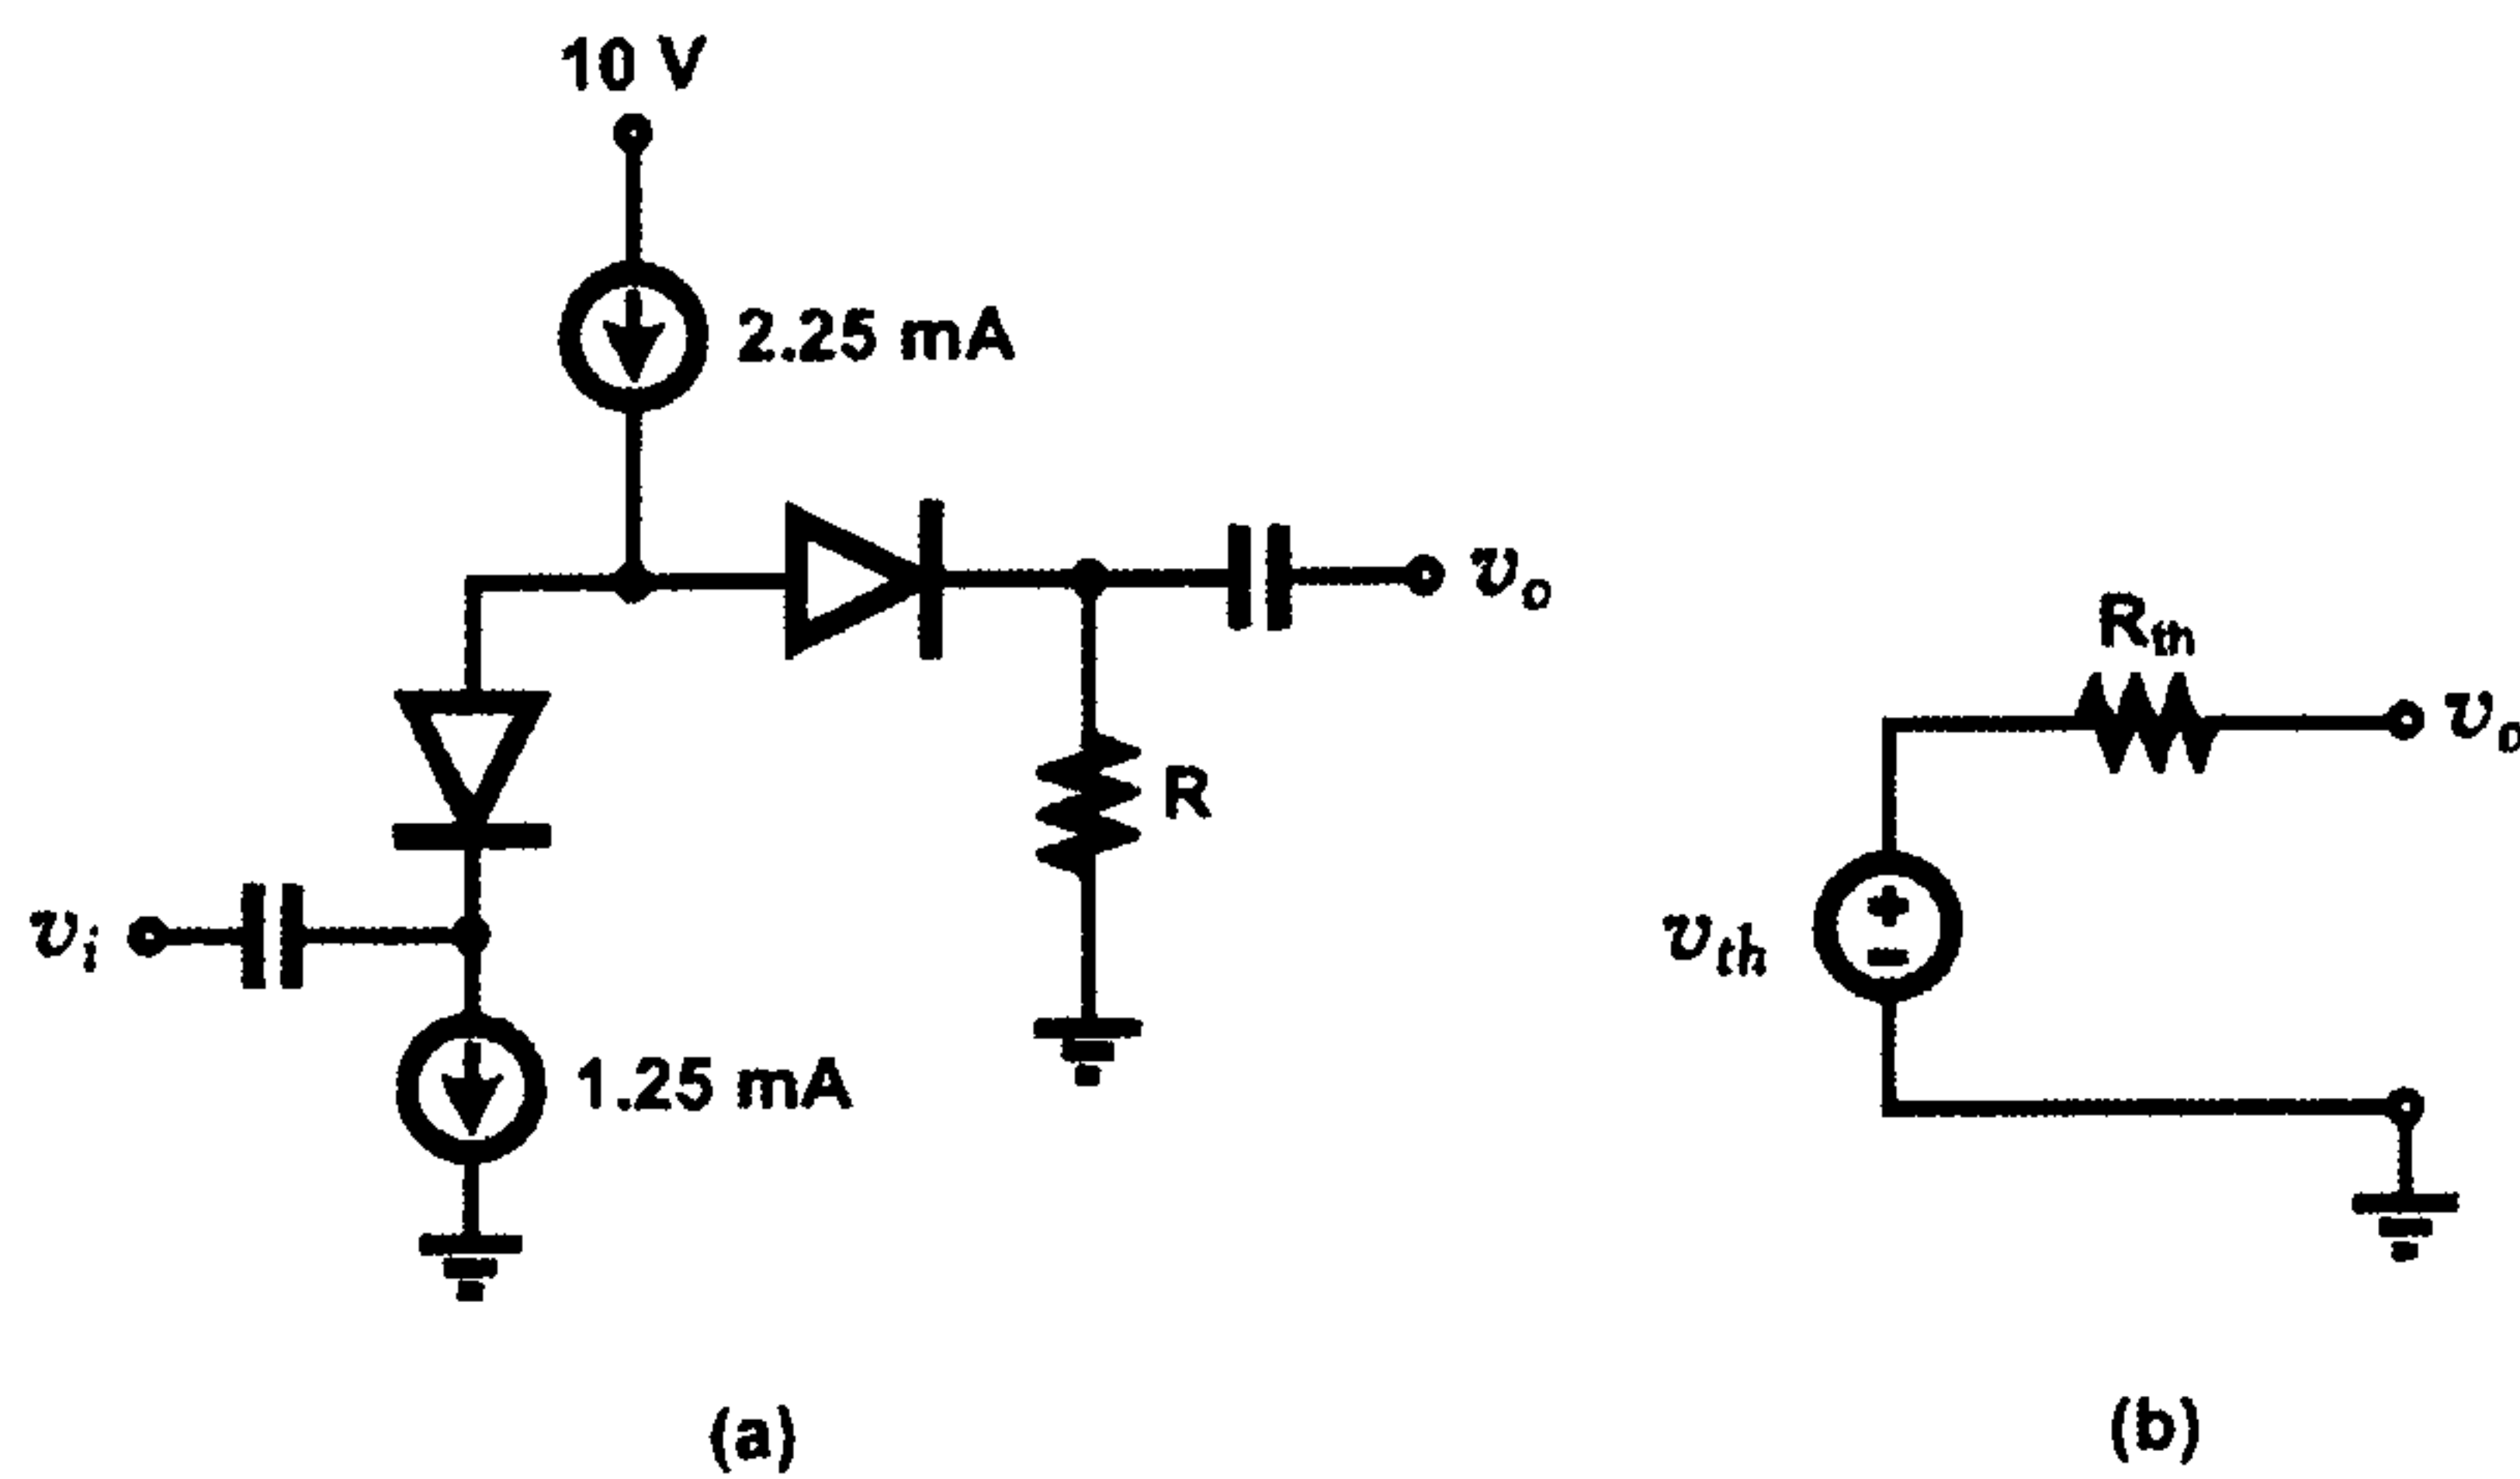 10 V
2.25 mA
v_o
R_th
v_o
R
v_i
v_th
+
−
1.25 mA
(a)
(b)